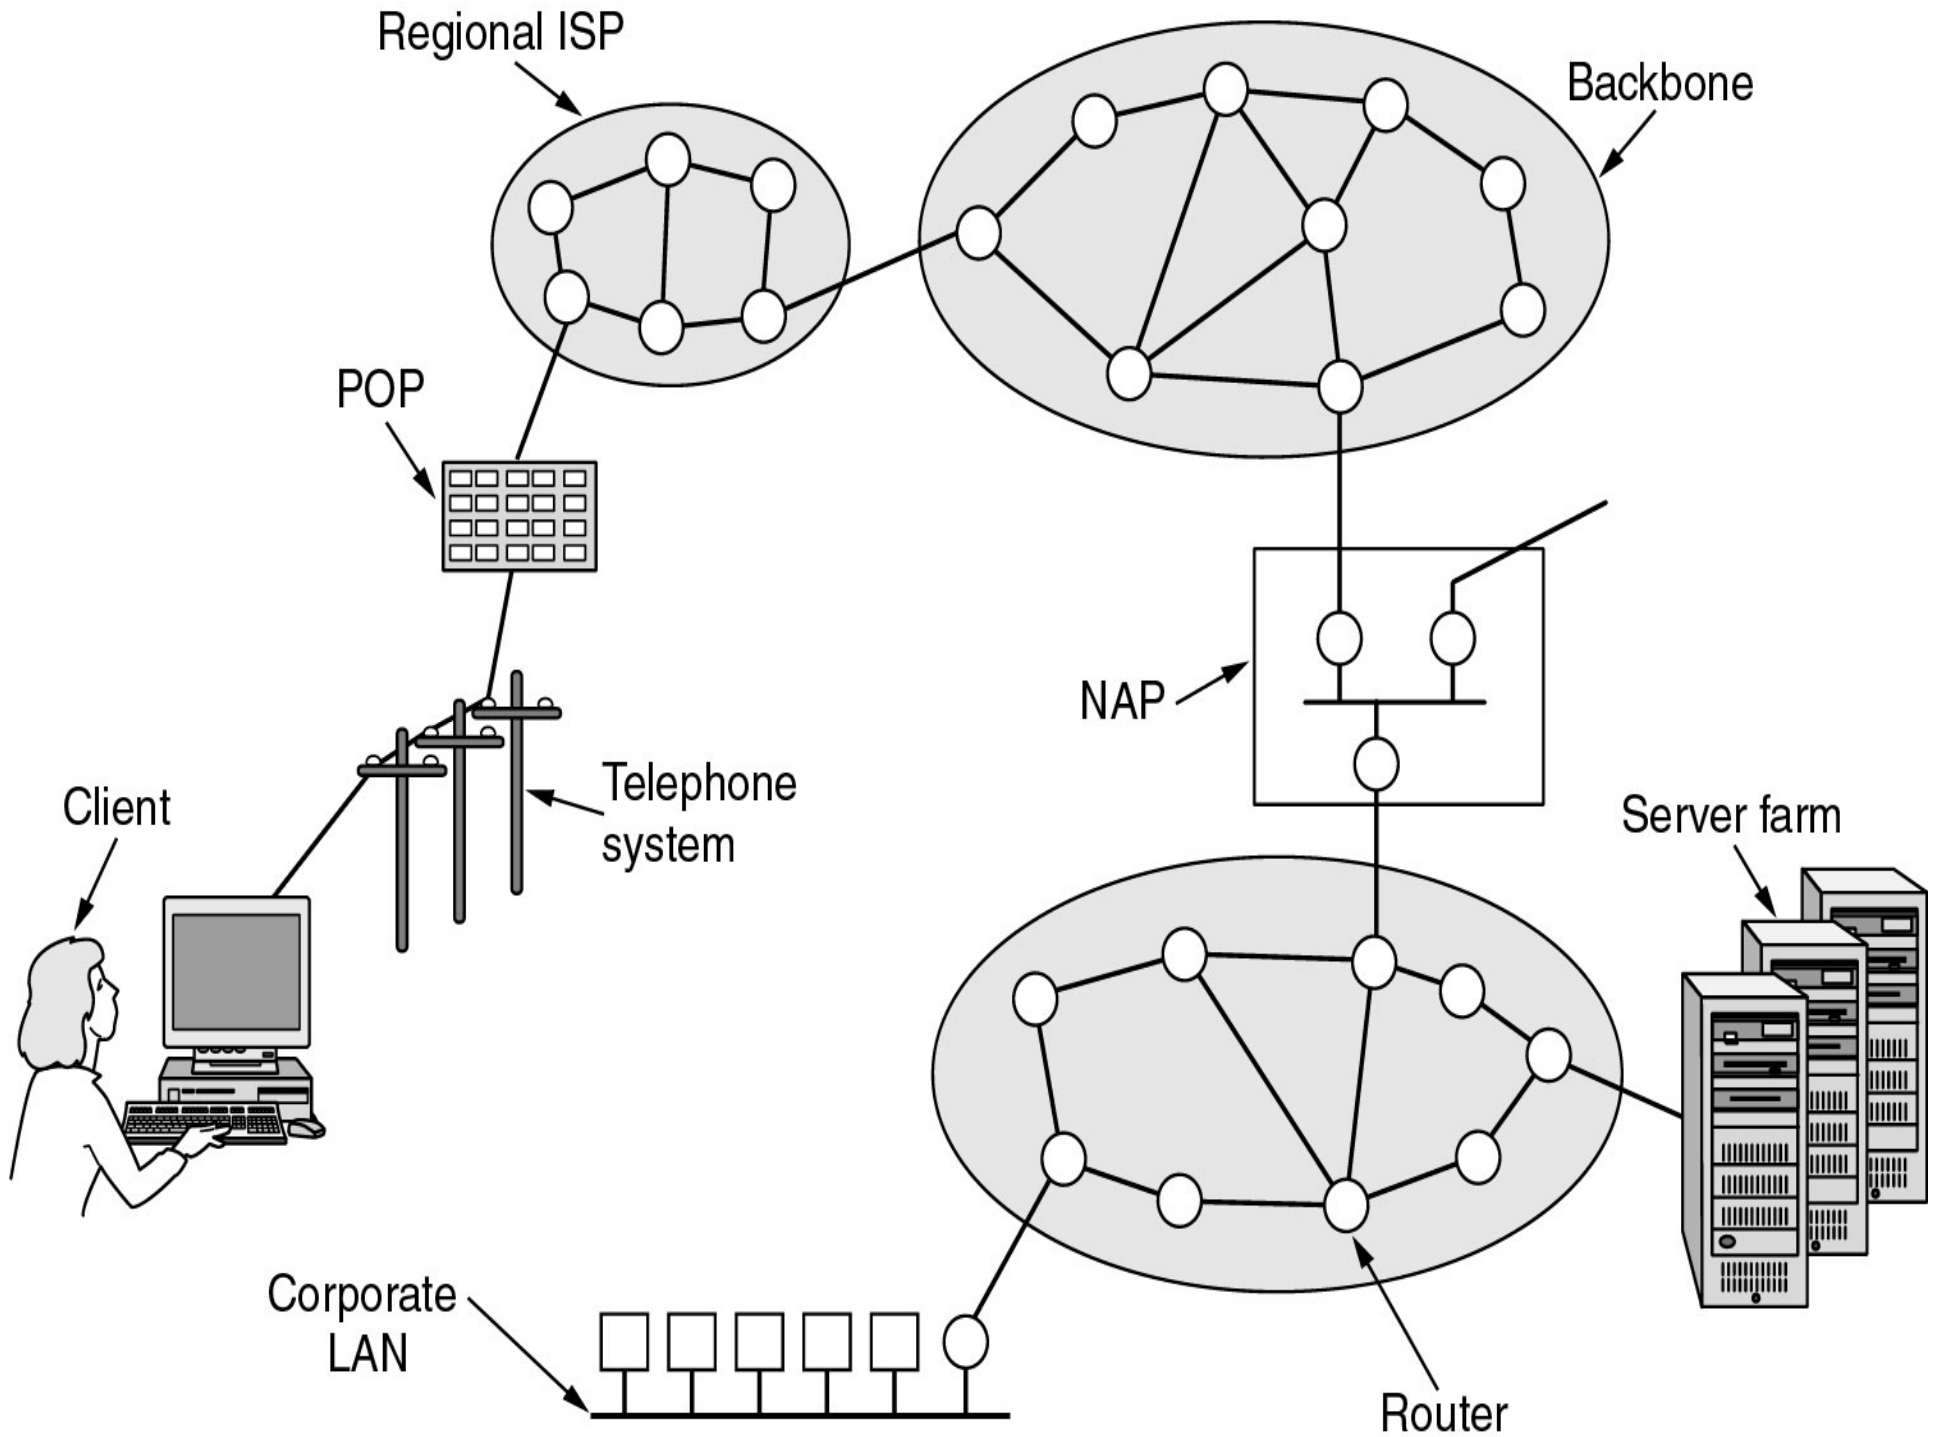 Regional ISP
Backbone
POP
NAP
Telephone
system
Client
Server farm
Corporate
LAN
Router